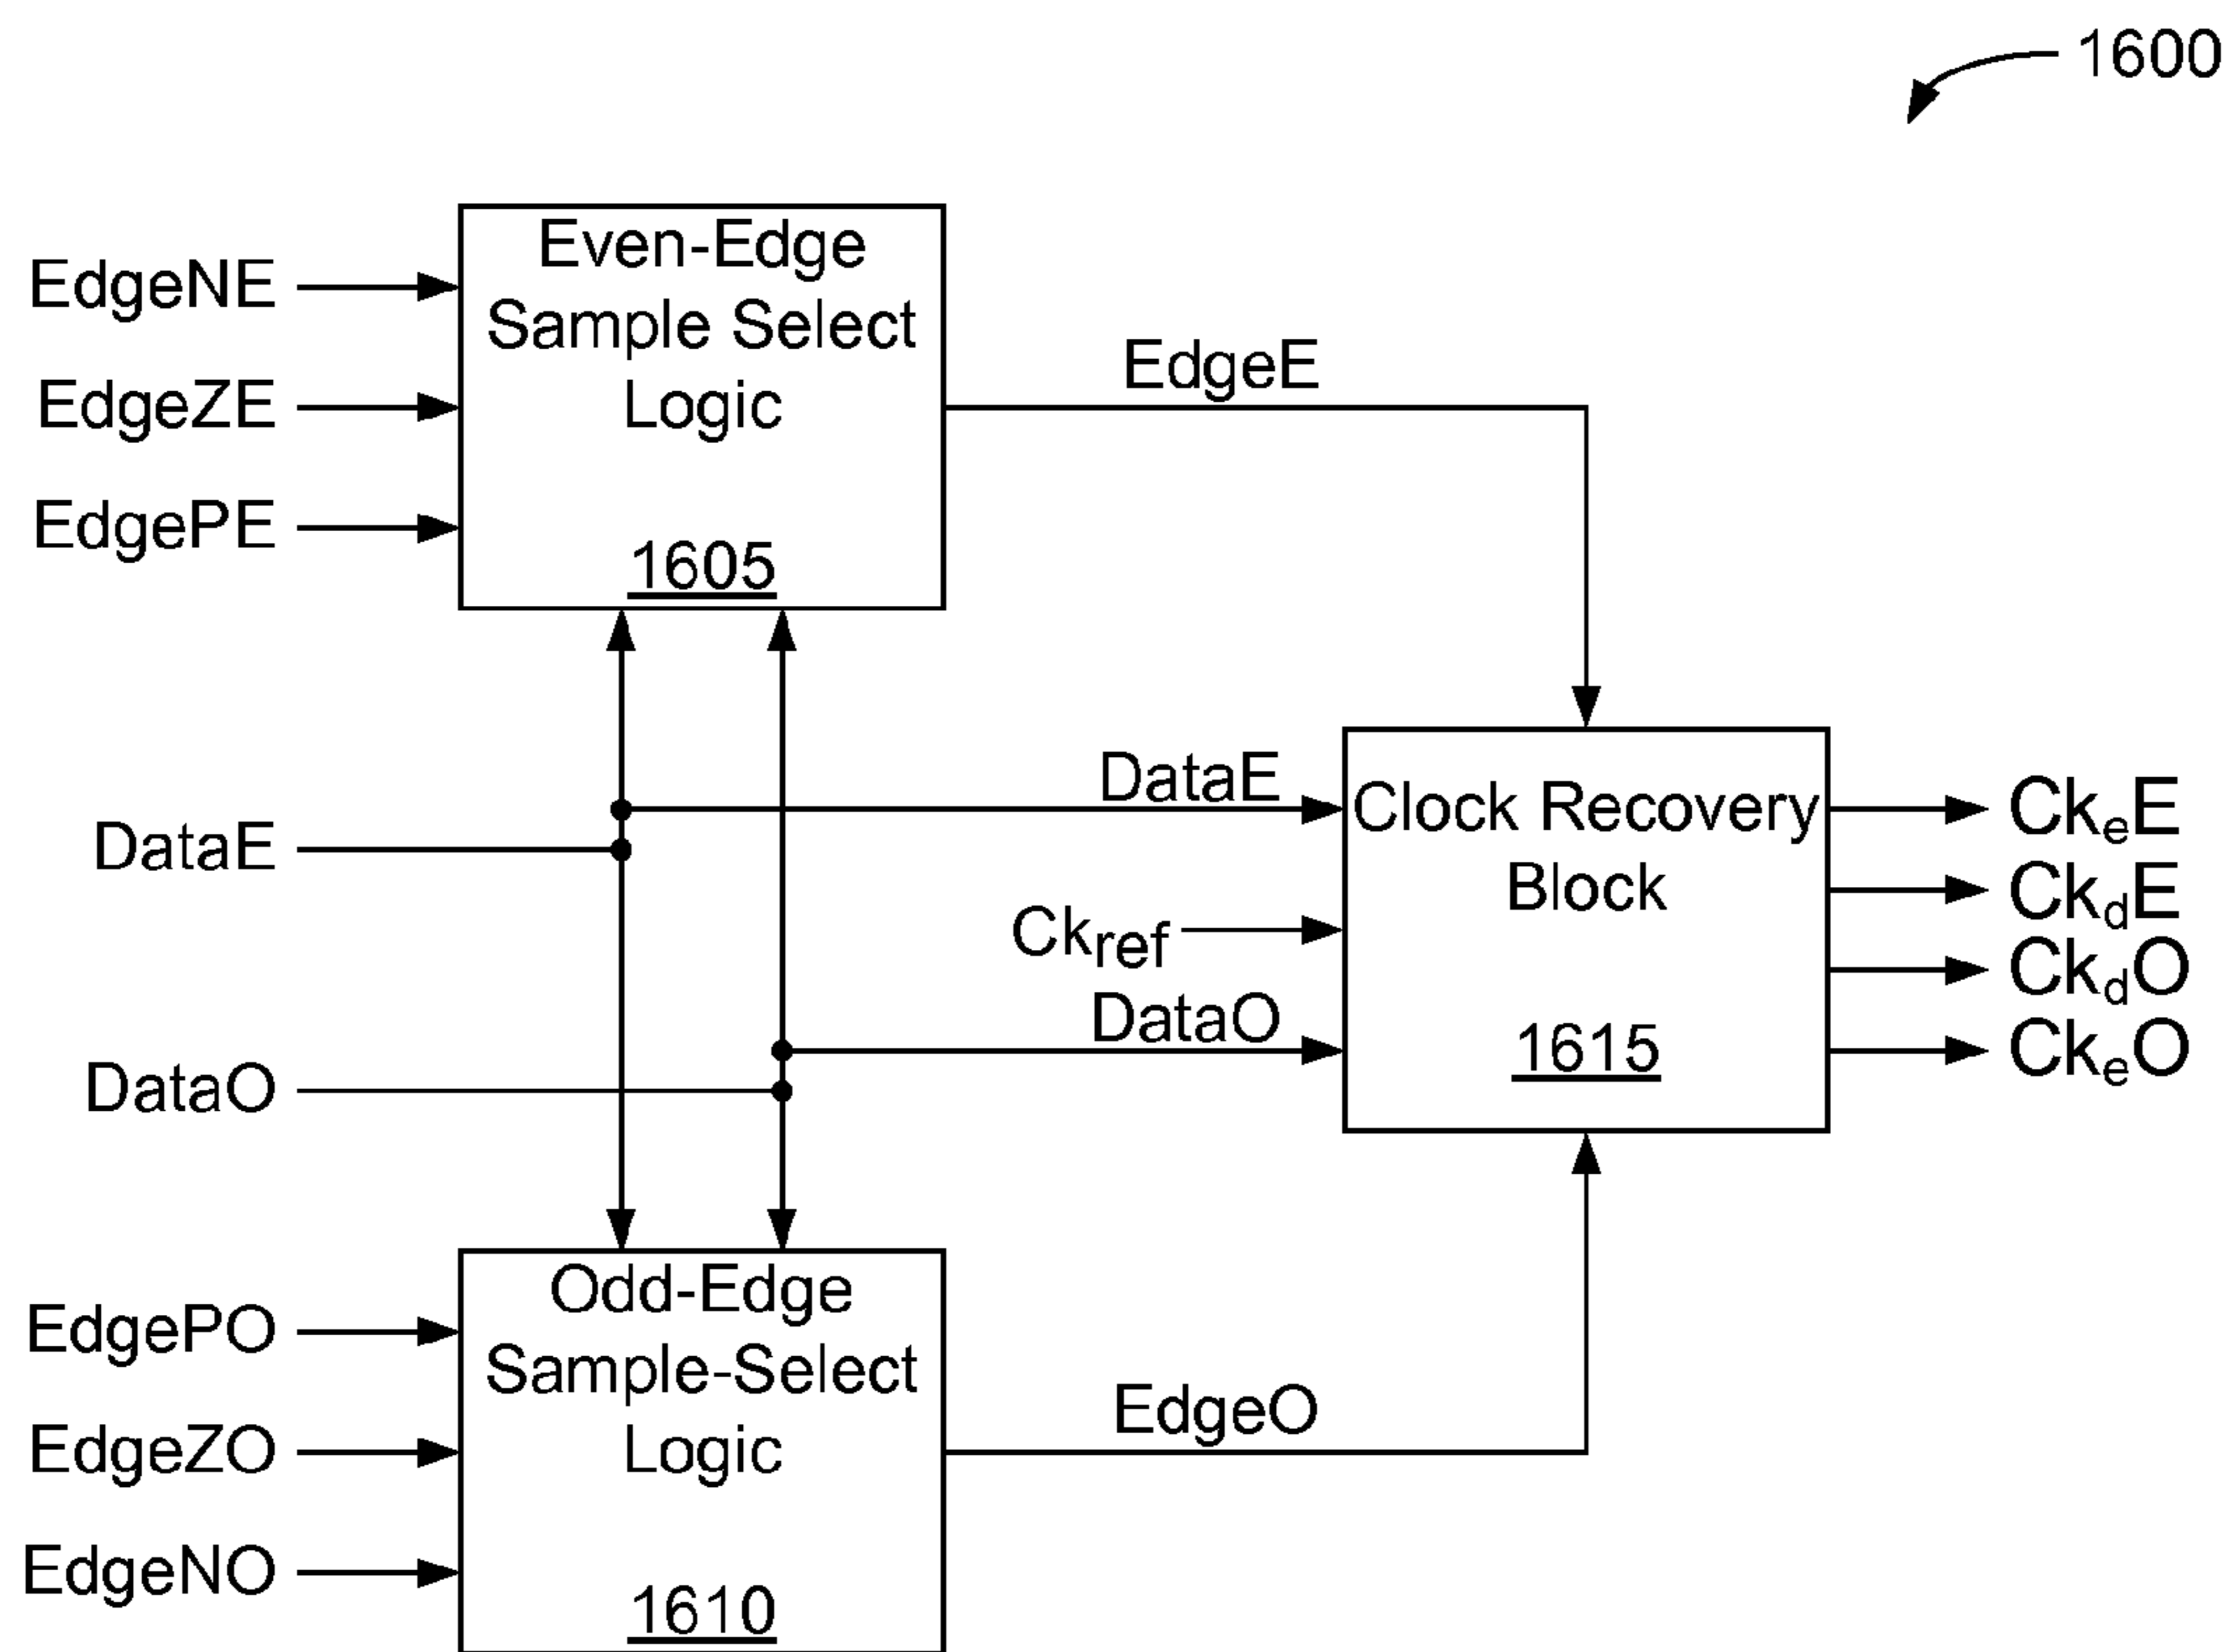 1600
EdgeNE
EdgeZE
EdgePE
Even-Edge
Sample Select
Logic
1605
EdgeE
DataE
DataO
DataE
Ckref
DataO
Clock Recovery
Block
1615
CkeE
CkdE
CkdO
CkeO
EdgePO
EdgeZO
EdgeNO
Odd-Edge
Sample-Select
Logic
1610
EdgeO